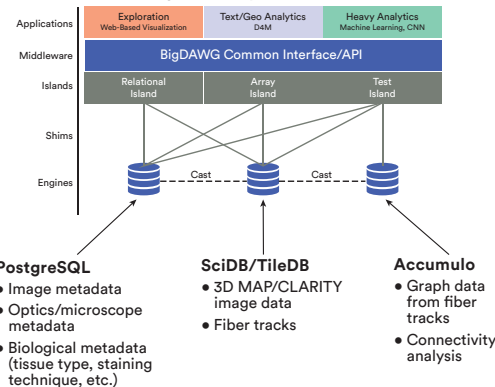 Applications
Exploration
Web-Based Visualization
Text/Geo Analytics
D4M
Heavy Analytics
Machine Learning, CNN
Middleware
BigDAWG Common Interface/API
Islands
Relational
Island
Array
Island
Test
Island
Shims
Engines
Cast
Cast
PostgreSQL
• Image metadata
• Optics/microscope
metadata
• Biological metadata
(tissue type, staining
technique, etc.)
SciDB/TileDB
• 3D MAP/CLARITY
image data
• Fiber tracks
Accumulo
• Graph data
from fiber
tracks
• Connectivity
analysis